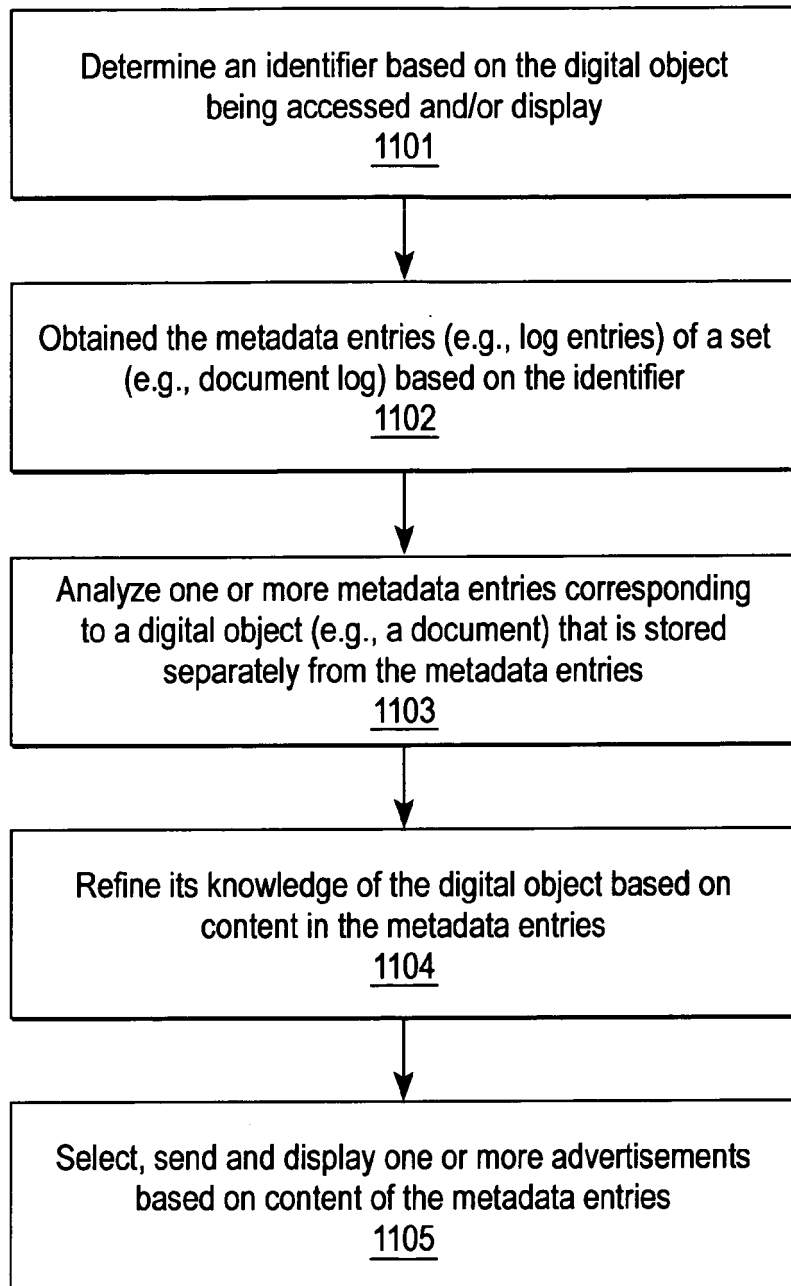 Determine an identifier based on the digital object
being accessed and/or display
1101
Obtained the metadata entries (e.g., log entries) of a set
(e.g., document log) based on the identifier
1102
Analyze one or more metadata entries corresponding
to a digital object (e.g., a document) that is stored
separately from the metadata entries
1103
Refine its knowledge of the digital object based on
content in the metadata entries
1104
Select, send and display one or more advertisements
based on content of the metadata entries
1105